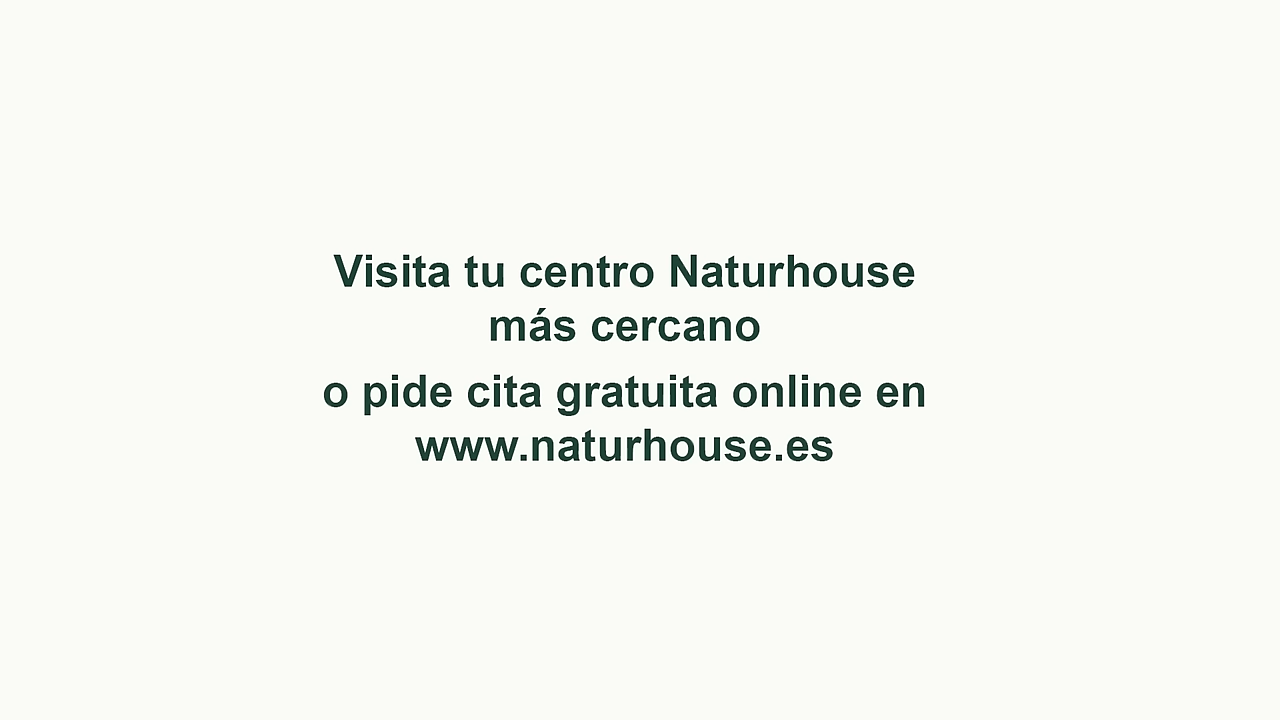 Visita tu centro Naturhouse
más cercano
o pide cita gratuita online en
www.naturhouse.es